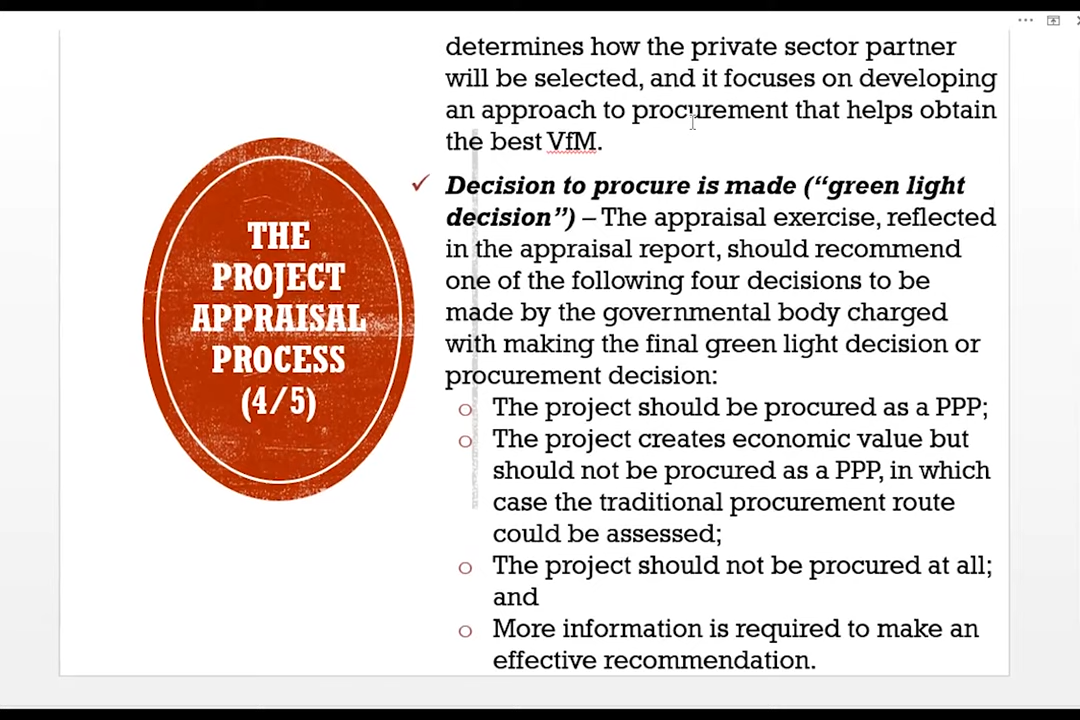 determines how the private sector partner
will be selected, and it focuses on developing
an approach to procurement that helps obtain
the best VfM.
✓ Decision to procure is made (“green light
decision”) – The appraisal exercise, reflected
in the appraisal report, should recommend
one of the following four decisions to be
made by the governmental body charged
with making the final green light decision or
procurement decision:
o The project should be procured as a PPP;
o The project creates economic value but
should not be procured as a PPP, in which
case the traditional procurement route
could be assessed;
o The project should not be procured at all;
and
o More information is required to make an
effective recommendation.
THE
PROJECT
APPRAISAL
PROCESS
(4/5)